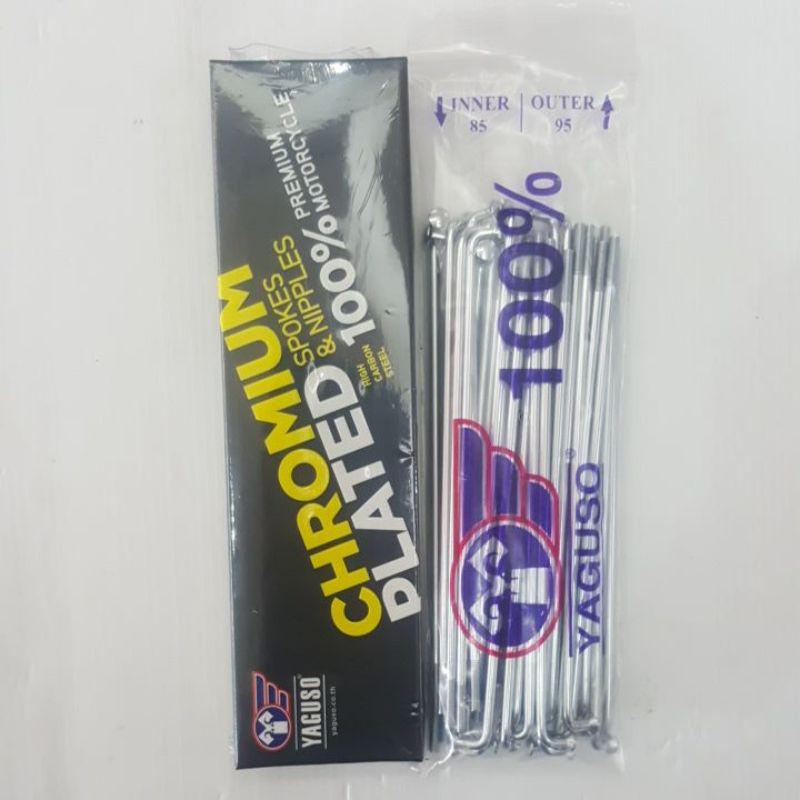 CHROMIUM
SPOKES
& NIPPLES
PLATED 100%
PREMIUM
MOTORCYCLE
HIGH
CARBON
STEEL
YAGUSO®
yaguso.co.th
INNER | OUTER
85 95
100%
YAGUSO®